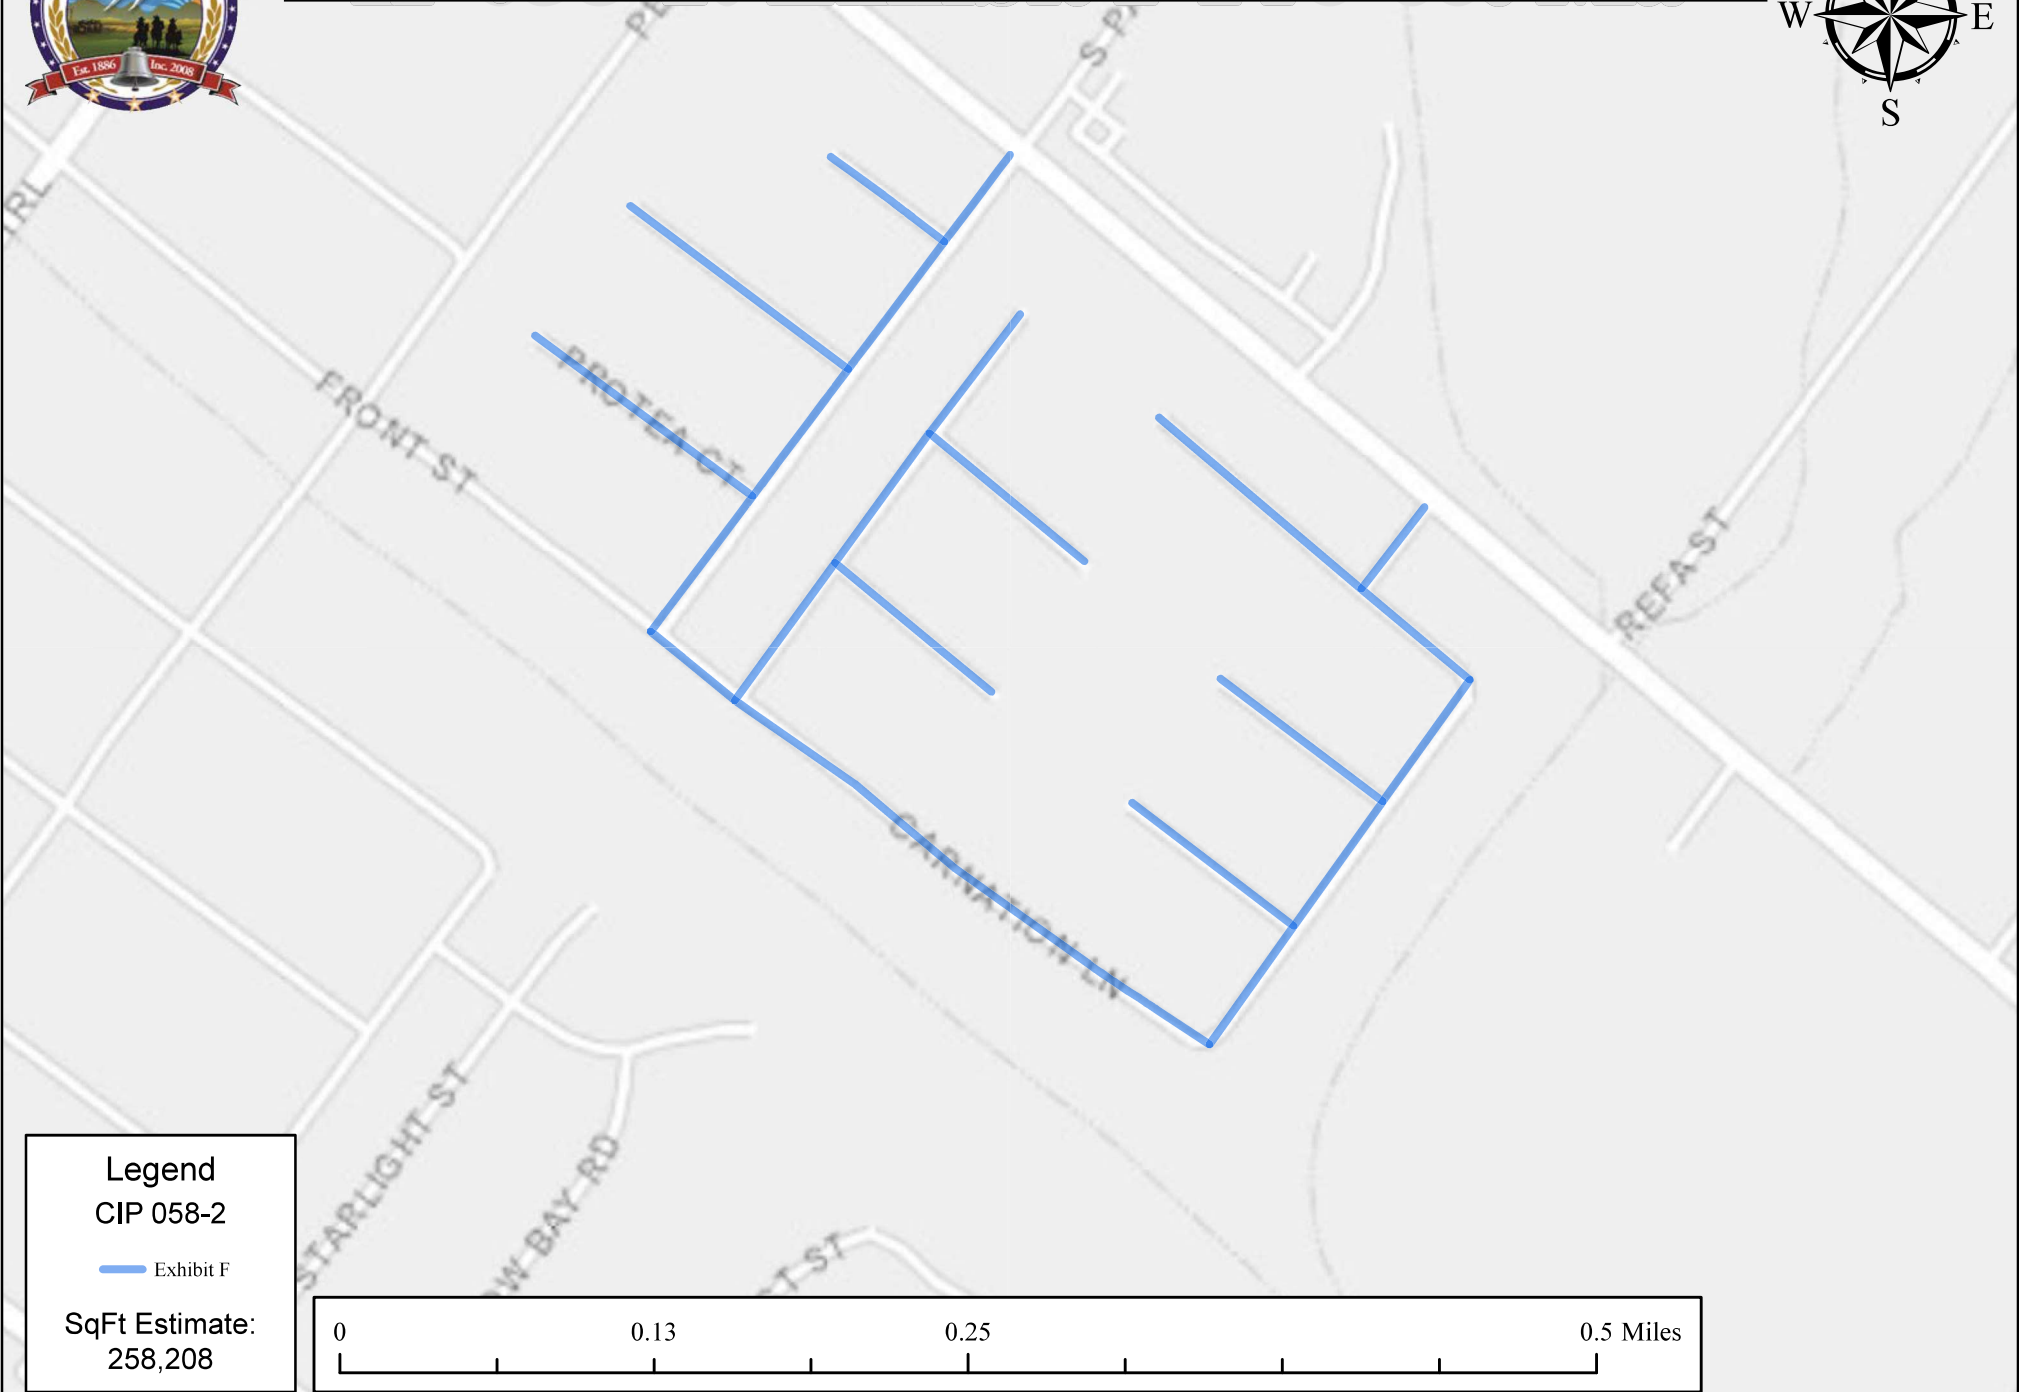 Est. 1886
Inc. 2008
W
E
S
FRONT ST
PROTEA CT
REFA ST
CARNATION LN
STARLIGHT ST
BAY RD
ST
Legend
CIP 058-2
Exhibit F
SqFt Estimate:
258,208
0
0.13
0.25
0.5 Miles